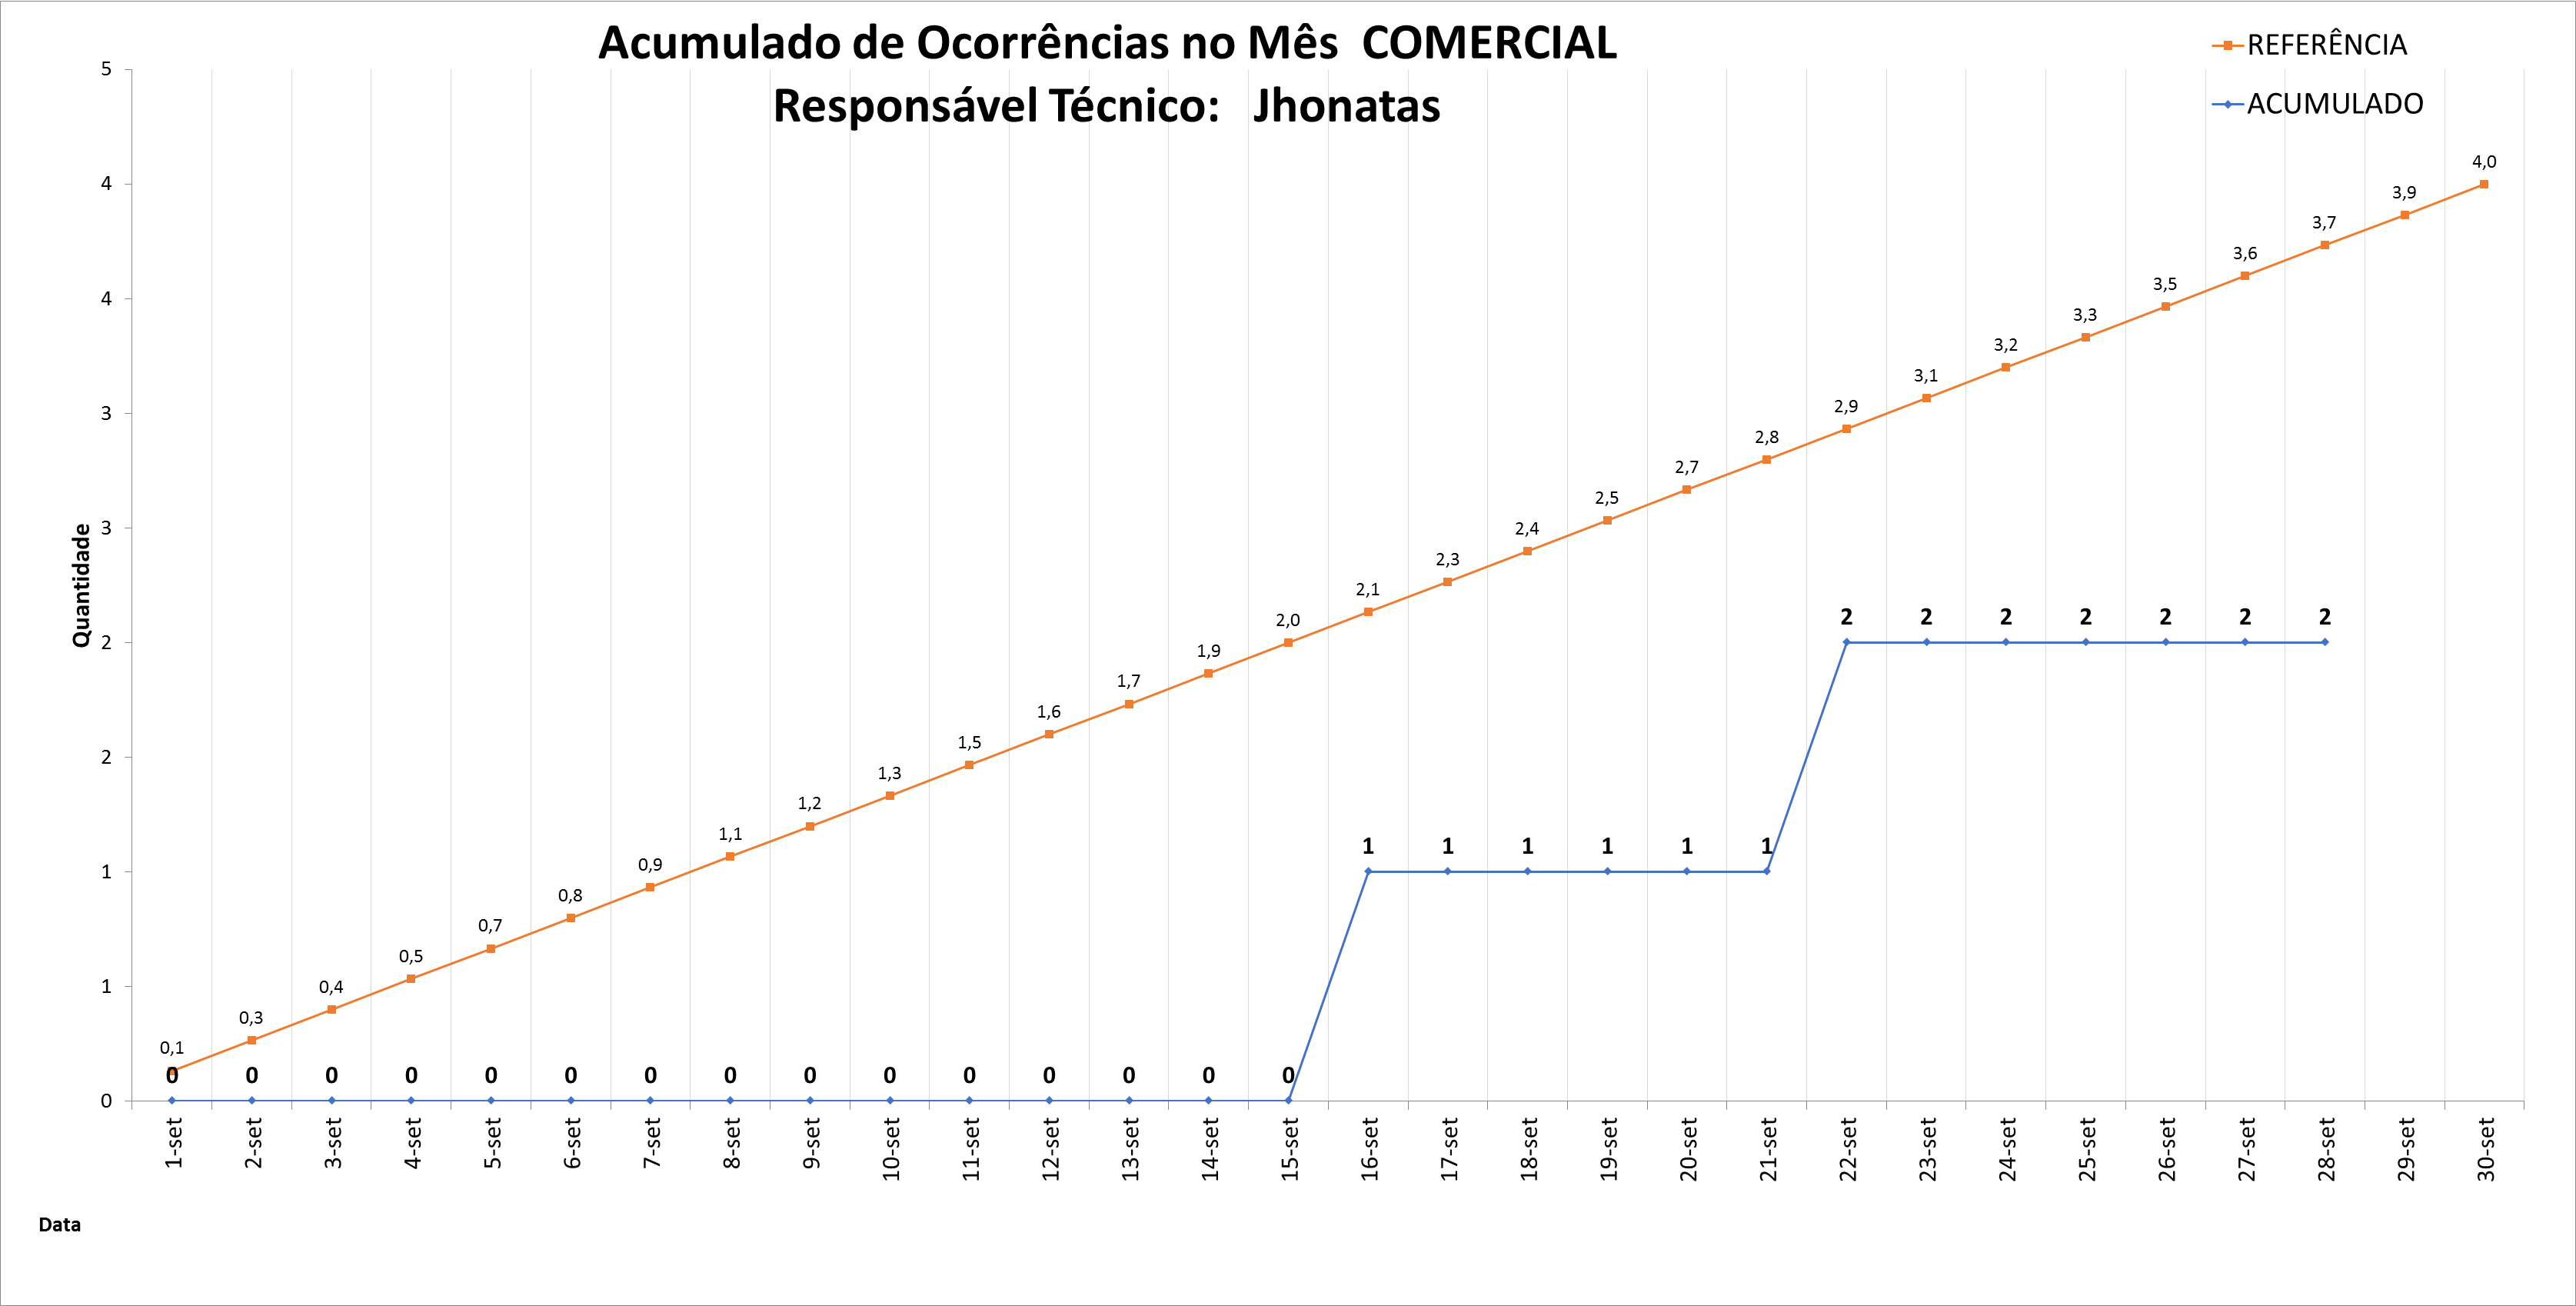 Acumulado de Ocorrências no Mês  COMERCIAL
Responsável Técnico:   Jhonatas
REFERÊNCIA
ACUMULADO
Quantidade
5
4
4
3
3
2
2
1
1
0
0,1
0,3
0,4
0,5
0,7
0,8
0,9
1,1
1,2
1,3
1,5
1,6
1,7
1,9
2,0
2,1
2,3
2,4
2,5
2,7
2,8
2,9
3,1
3,2
3,3
3,5
3,6
3,7
3,9
4,0
0 0 0 0 0 0 0 0 0 0 0 0 0 0 0
1 1 1 1 1 1
2 2 2 2 2 2 2
1-set
2-set
3-set
4-set
5-set
6-set
7-set
8-set
9-set
10-set
11-set
12-set
13-set
14-set
15-set
16-set
17-set
18-set
19-set
20-set
21-set
22-set
23-set
24-set
25-set
26-set
27-set
28-set
29-set
30-set
Data